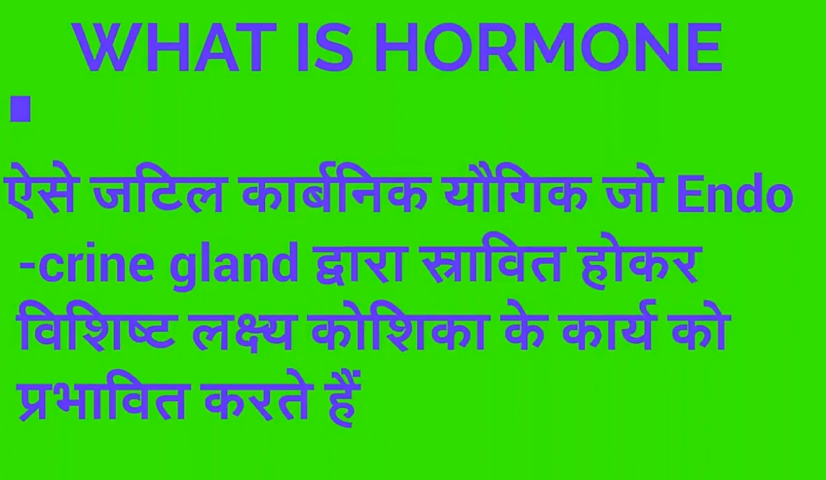 WHAT IS HORMONE
ऐसे जटिल कार्बनिक यौगिक जो Endo
-crine gland द्वारा स्रावित होकर
विशिष्ट लक्ष्य कोशिका के कार्य को
प्रभावित करते हैं